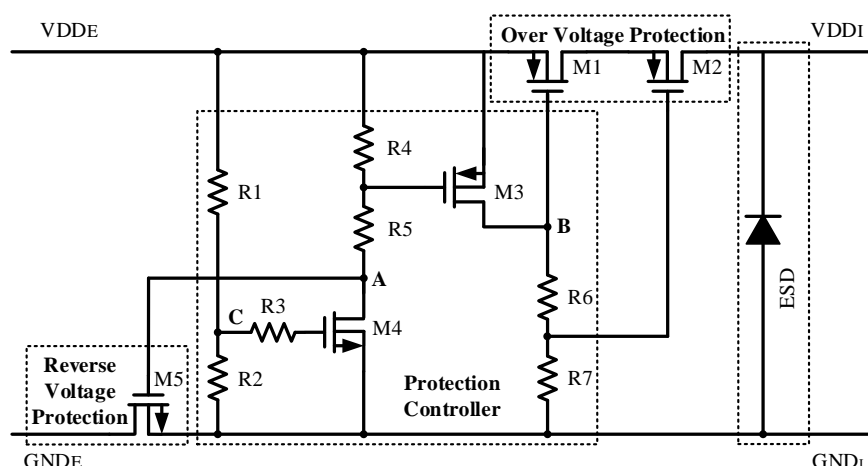 VDDE
Over Voltage Protection
VDDI
M1
M2
R4
R1
M3
R5
B
A
ESD
R3
C
R6
M4
Reverse
Voltage
Protection
M5
R2
Protection
Controller
R7
GNDE
GNDI